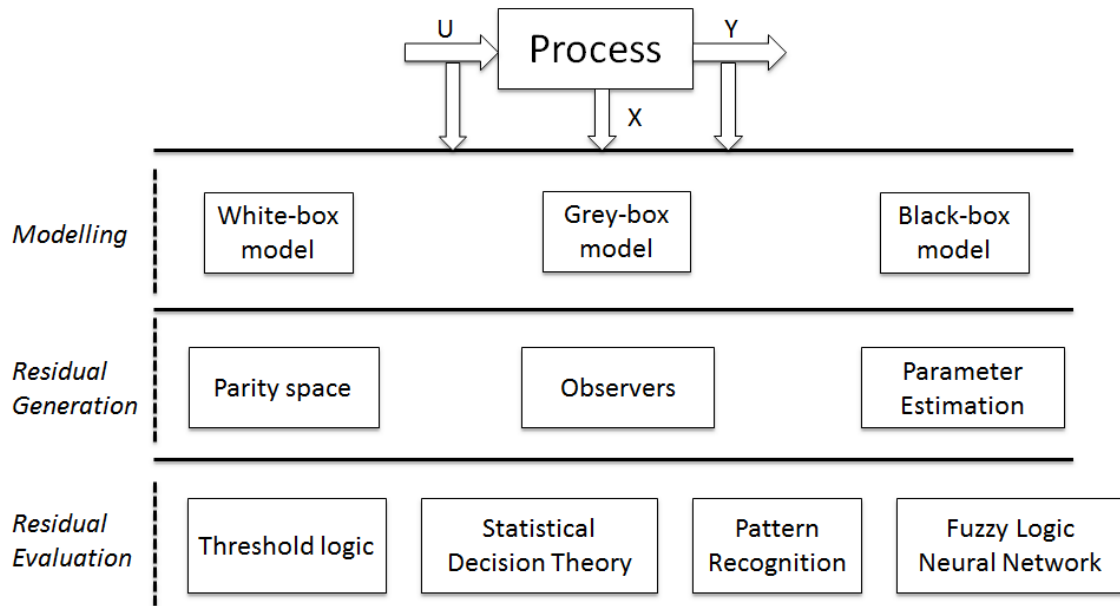 U
Process
Y
X
Modelling
White-box
model
Grey-box
model
Black-box
model
Residual
Generation
Parity space
Observers
Parameter
Estimation
Residual
Evaluation
Threshold logic
Statistical
Decision Theory
Pattern
Recognition
Fuzzy Logic
Neural Network